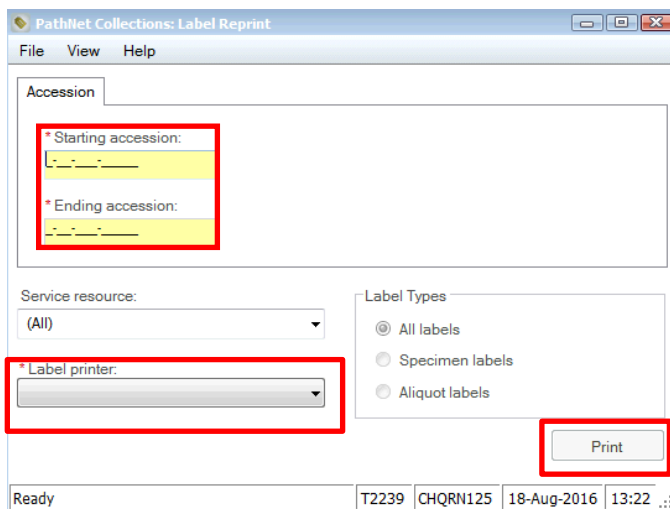 PathNet Collections: Label Reprint
File View Help
Accession
* Starting accession:
_-__-___-_____
* Ending accession:
_-__-___-_____
Service resource:
(All)
* Label printer:
Label Types
All labels
Specimen labels
Aliquot labels
Print
Ready T2239 CHQRN125 18-Aug-2016 13:22